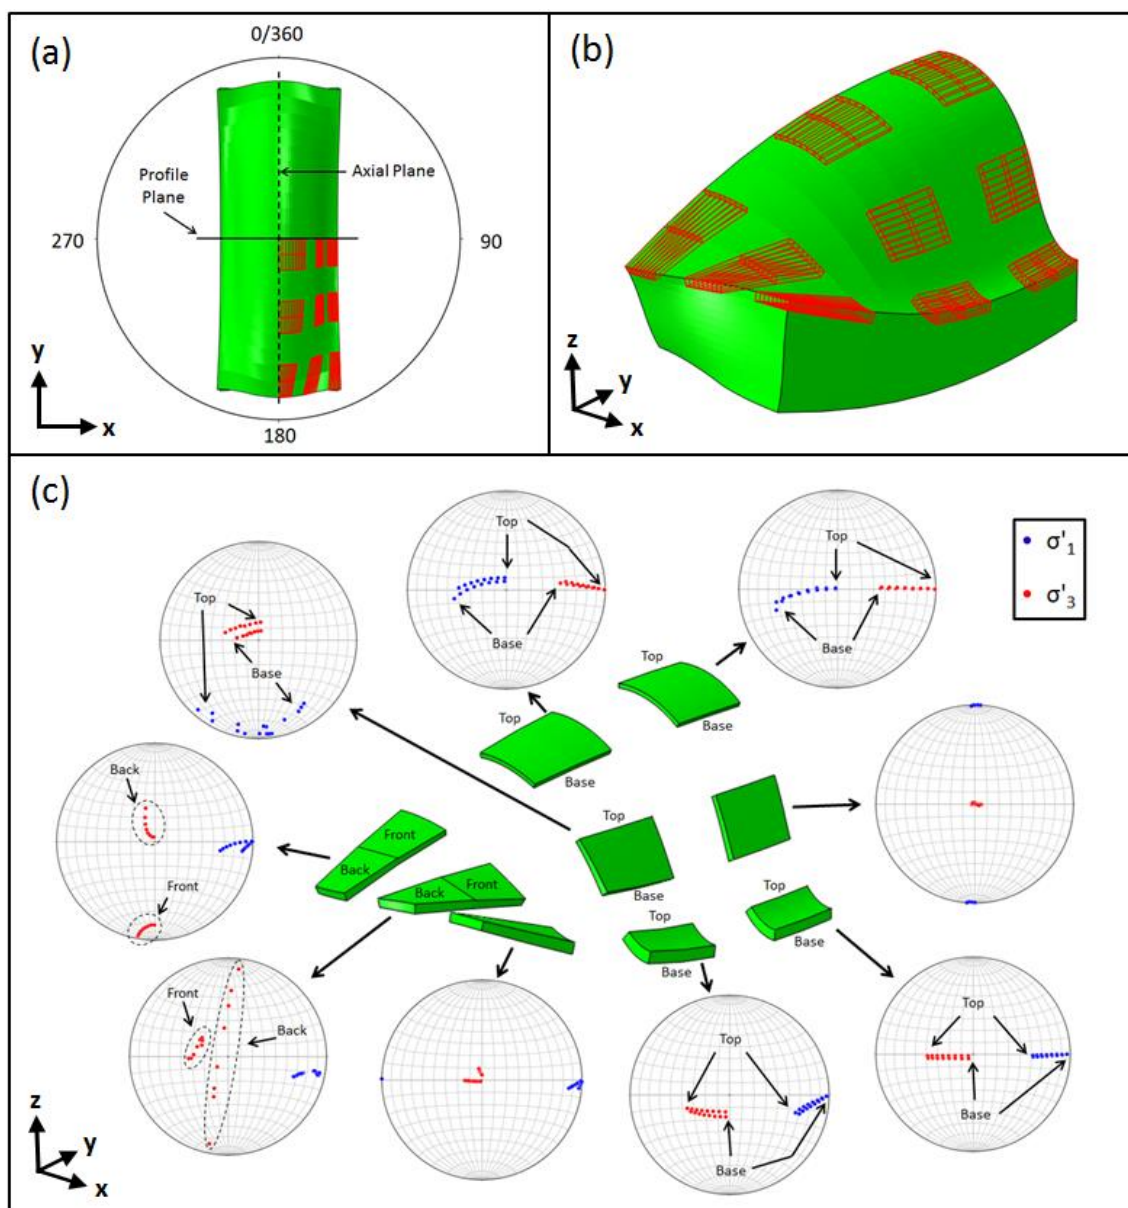 (a)
0/360
Profile
Plane
Axial Plane
270
90
180
y
x
(b)
z
y
x
(c)
Top
Base
Top
Base
σ'1
σ'3
Top
Base
Top
Base
Top
Base
Back
Front
Front
Back
Front
Back
Top
Base
Top
Base
Top
Base
Front
Back
Top
Base
Top
Base
z
y
x